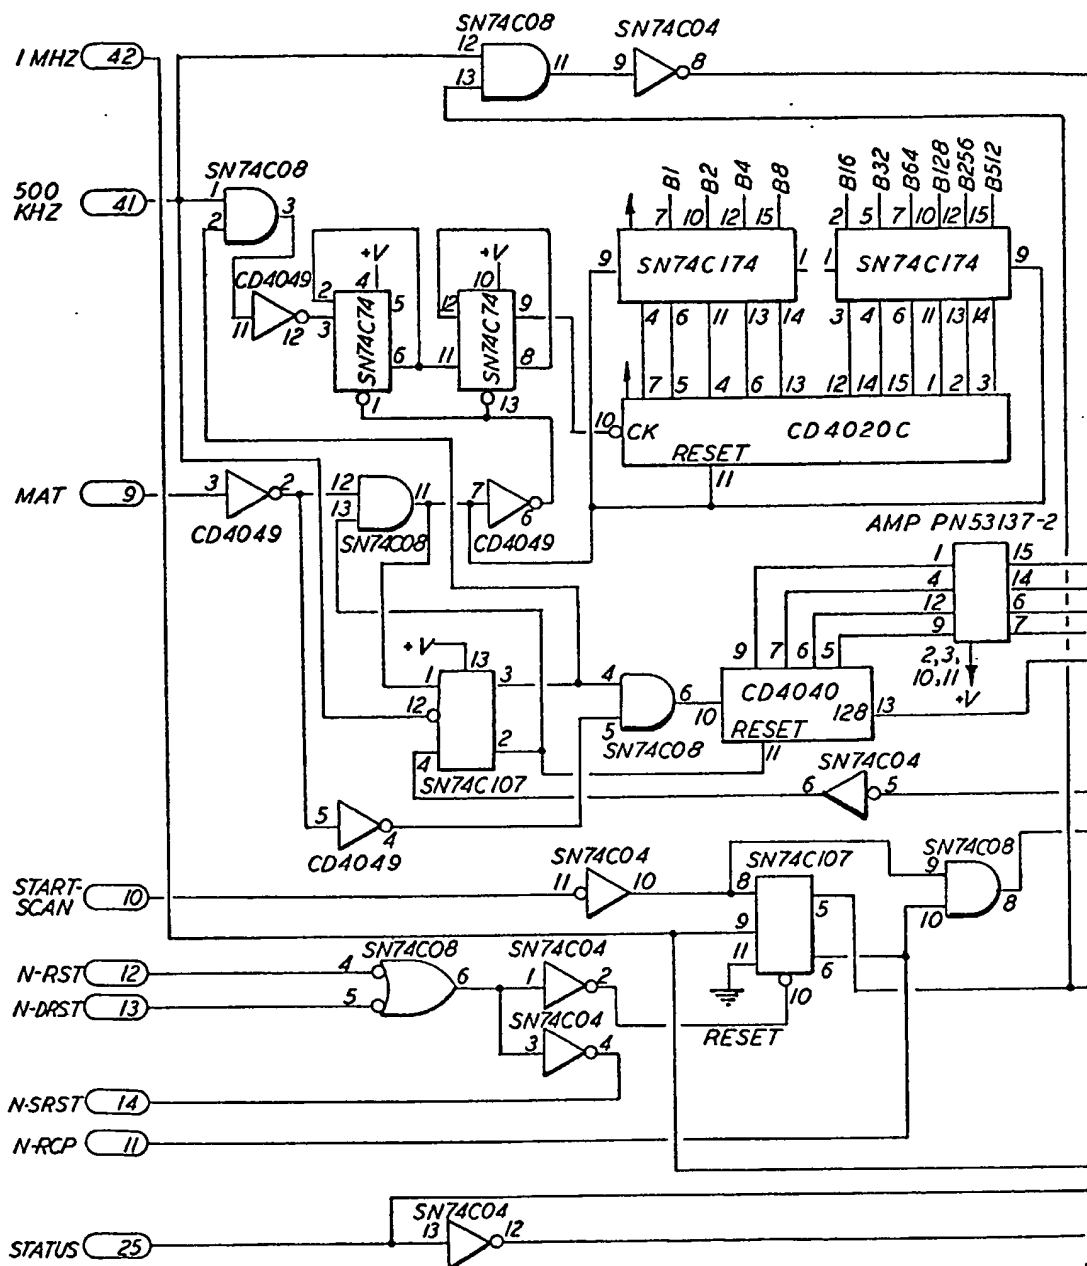 SN74C08
SN74C04
1 MHZ 42
12
13
11
9
8
SN74C08
500 KHZ 41
1
2
3
B1 B2 B4 B8
B16 B32 B64 B128 B256 B512
7 10 12 15
2 5 7 10 12 15
9 SN74C174 1
1 SN74C174 9
4 6 11 13 14
3 4 6 11 13 14
CD4049
11
12
+V
4
2
3
5
6
SN74C74
1
+V
10
12
11
9
8
SN74C74
13
7 5 4 6 13
12 14 15 1 2 3
10 CK
CD4020C
RESET
11
MAT 9
3
2
CD4049
12
13
11
SN74C08
7
6
CD4049
AMP PN53137-2
1
4
12
9
15
14
6
7
2,3,
10,11
+V
+V
13
1
12
4
3
2
SN74C107
4
5
6
SN74C08
9 7 6 5
CD4040
10
128
13
RESET
11
SN74C04
6
5
5
4
CD4049
START-
SCAN 10
SN74C04
11
10
SN74C107
8
9
11
5
6
10
RESET
SN74C08
9
10
8
N-RST 12
N-DRST 13
SN74C08
4
5
6
SN74C04
1
2
SN74C04
3
4
N-SRST 14
N-RCP 11
STATUS 25
SN74C04
13
12